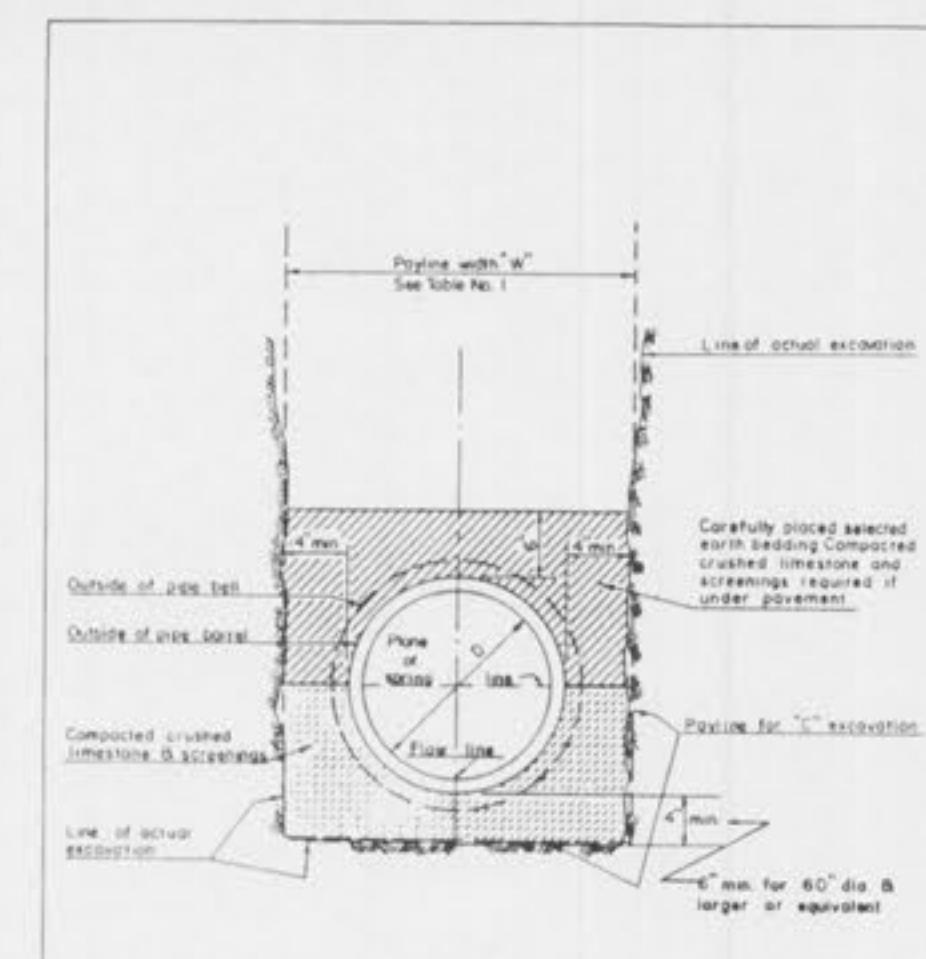 Payline width "W"
See Table No. 1
Line of actual excavation
4" min.
6"
4" min.
Carefully placed selected
earth bedding Compacted
crushed limestone and
screenings required if
under pavement
Outside of pipe bell
Outside of pipe barrel
Plane
of
spring line
D
Flow line
Compacted crushed
limestone & screenings
Payline for "C" excavation
Line of actual
excavation
4" min.
6" min. for 60" dia. &
larger or equivalent